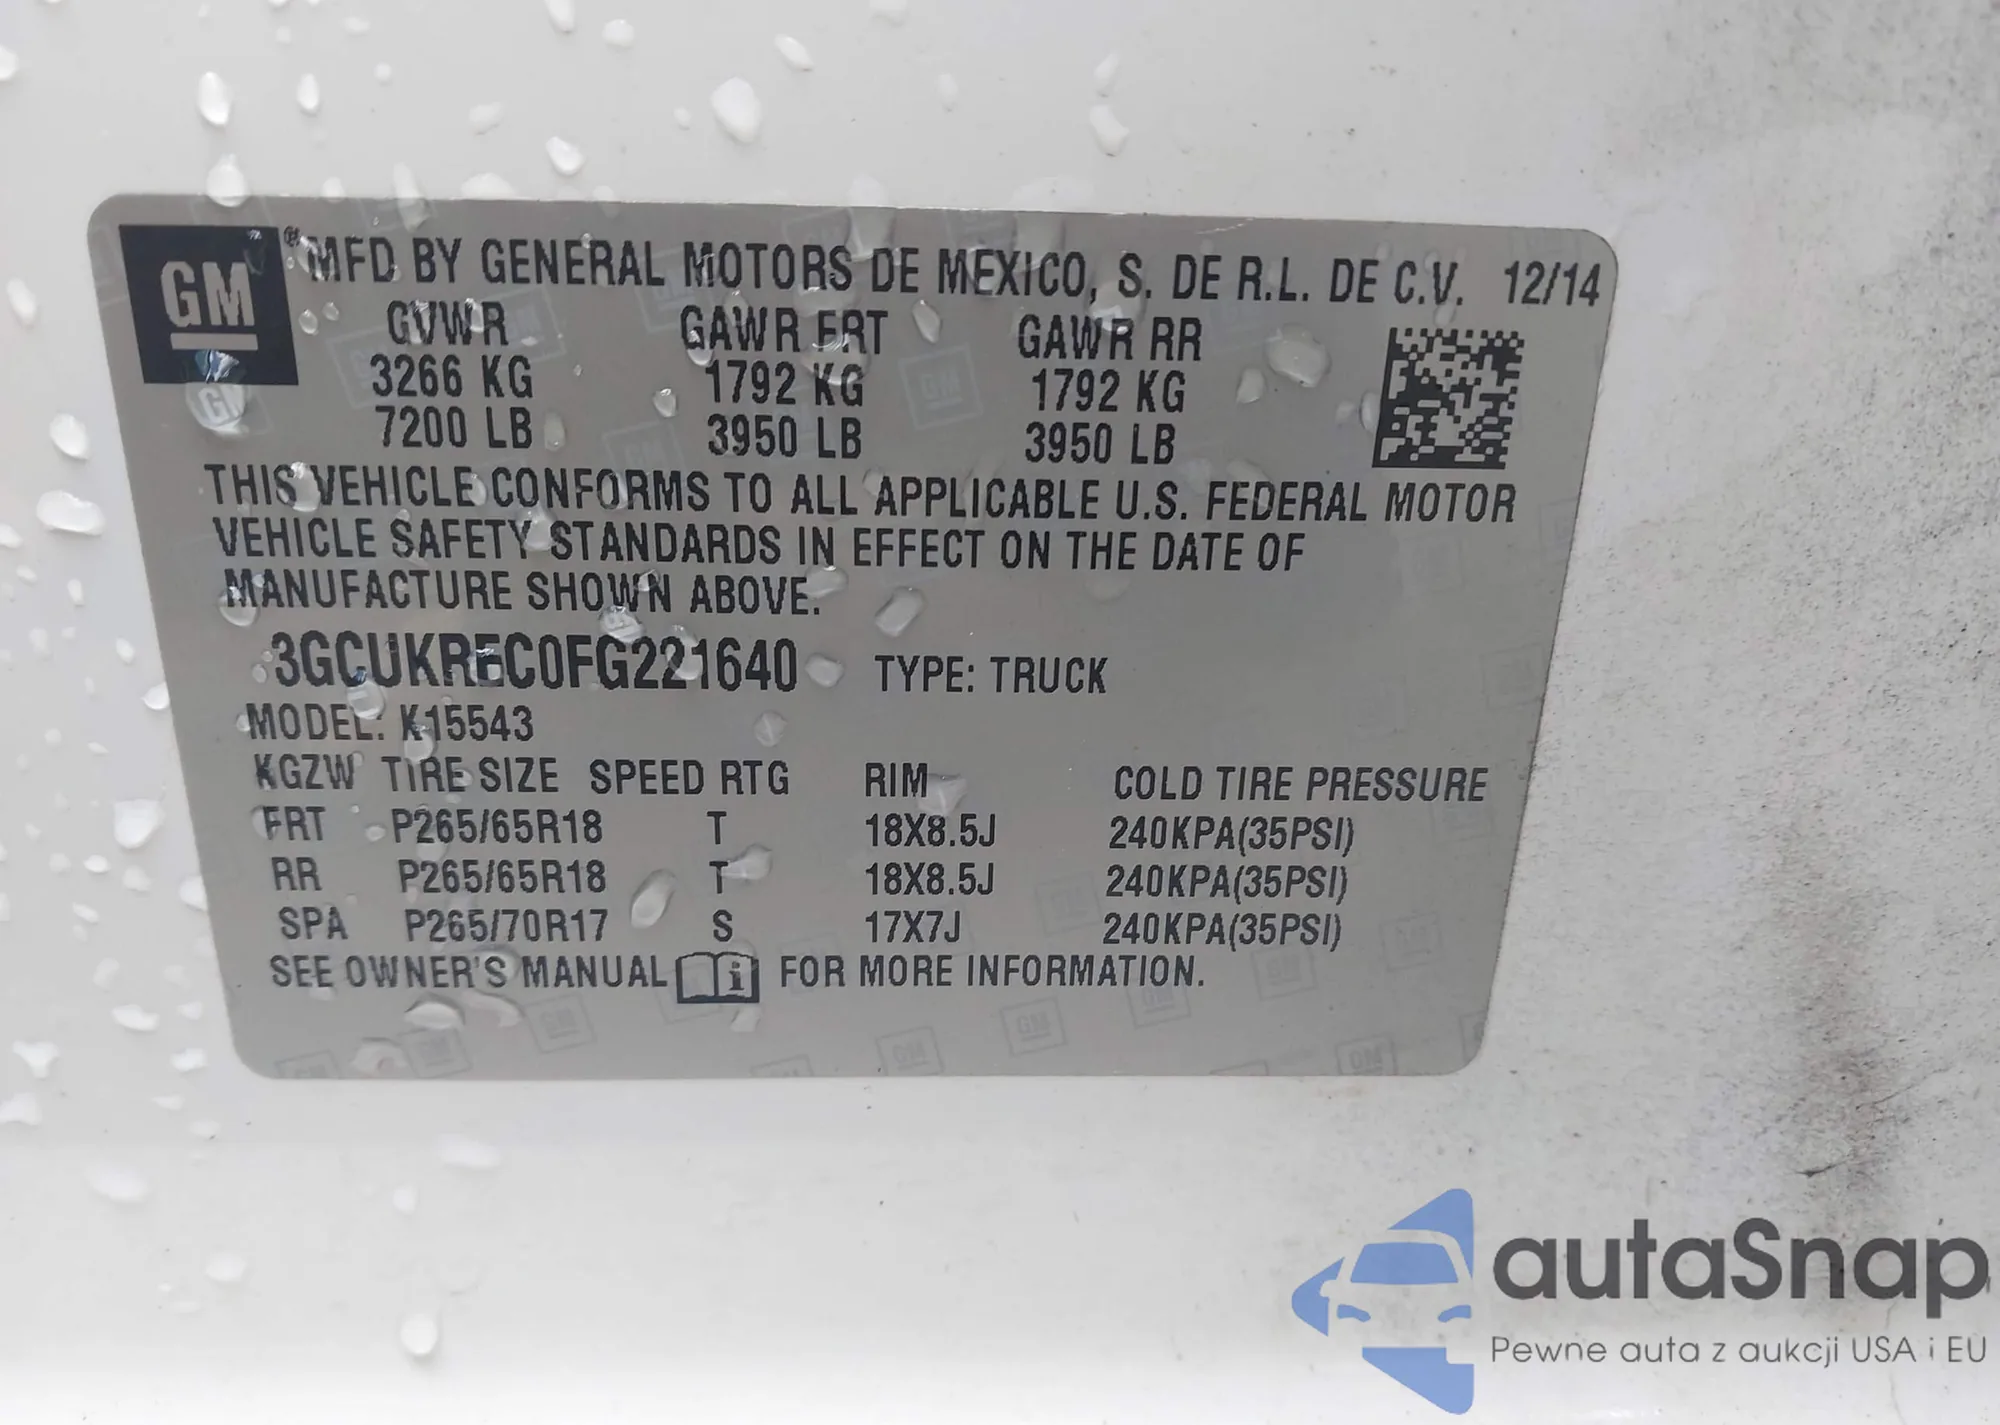 GM ® MFD BY GENERAL MOTORS DE MEXICO, S. DE R.L. DE C.V. 12/14
GVWR GAWR FRT GAWR RR
3266 KG 1792 KG 1792 KG
7200 LB 3950 LB 3950 LB
THIS VEHICLE CONFORMS TO ALL APPLICABLE U.S. FEDERAL MOTOR
VEHICLE SAFETY STANDARDS IN EFFECT ON THE DATE OF
MANUFACTURE SHOWN ABOVE.
3GCUKREC0FG221640 TYPE: TRUCK
MODEL: K15543
KGZW TIRE SIZE SPEED RTG RIM COLD TIRE PRESSURE
FRT P265/65R18 T 18X8.5J 240KPA(35PSI)
RR P265/65R18 T 18X8.5J 240KPA(35PSI)
SPA P265/70R17 S 17X7J 240KPA(35PSI)
SEE OWNER'S MANUAL i FOR MORE INFORMATION.
autaSnap
Pewne auta z aukcji USA i EU